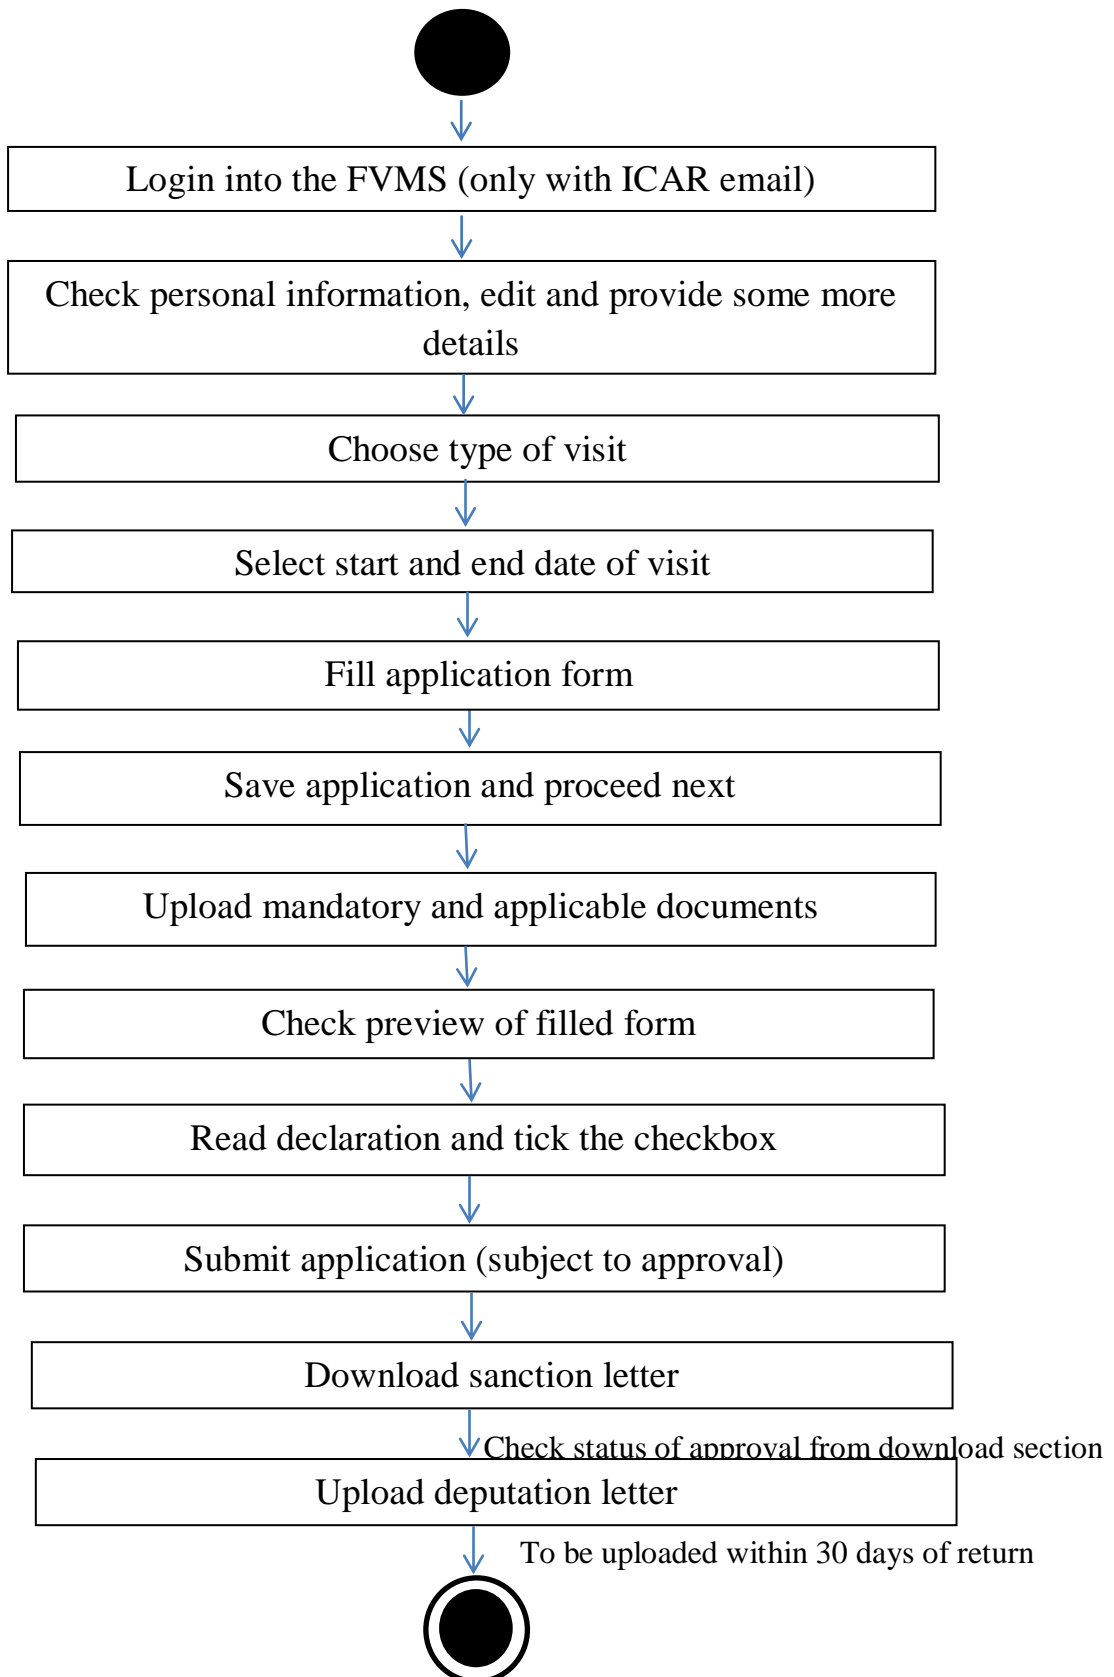 Login into the FVMS (only with ICAR email)
Check personal information, edit and provide some more
details
Choose type of visit
Select start and end date of visit
Fill application form
Save application and proceed next
Upload mandatory and applicable documents
Check preview of filled form
Read declaration and tick the checkbox
Submit application (subject to approval)
Download sanction letter
Check status of approval from download section
Upload deputation letter
To be uploaded within 30 days of return